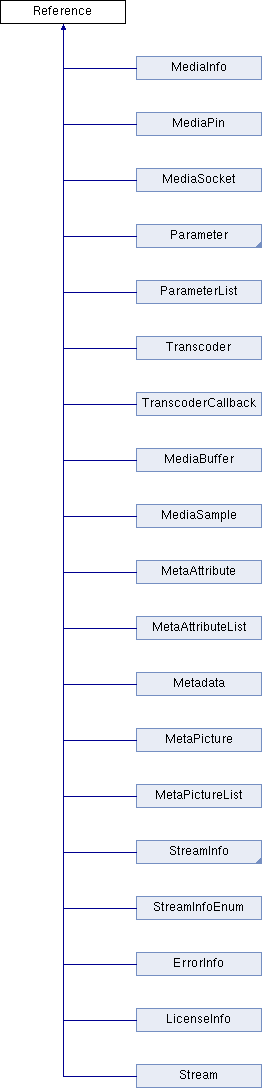 Reference
MediaInfo
MediaPin
MediaSocket
Parameter
ParameterList
Transcoder
TranscoderCallback
MediaBuffer
MediaSample
MetaAttribute
MetaAttributeList
Metadata
MetaPicture
MetaPictureList
StreamInfo
StreamInfoEnum
ErrorInfo
LicenseInfo
Stream